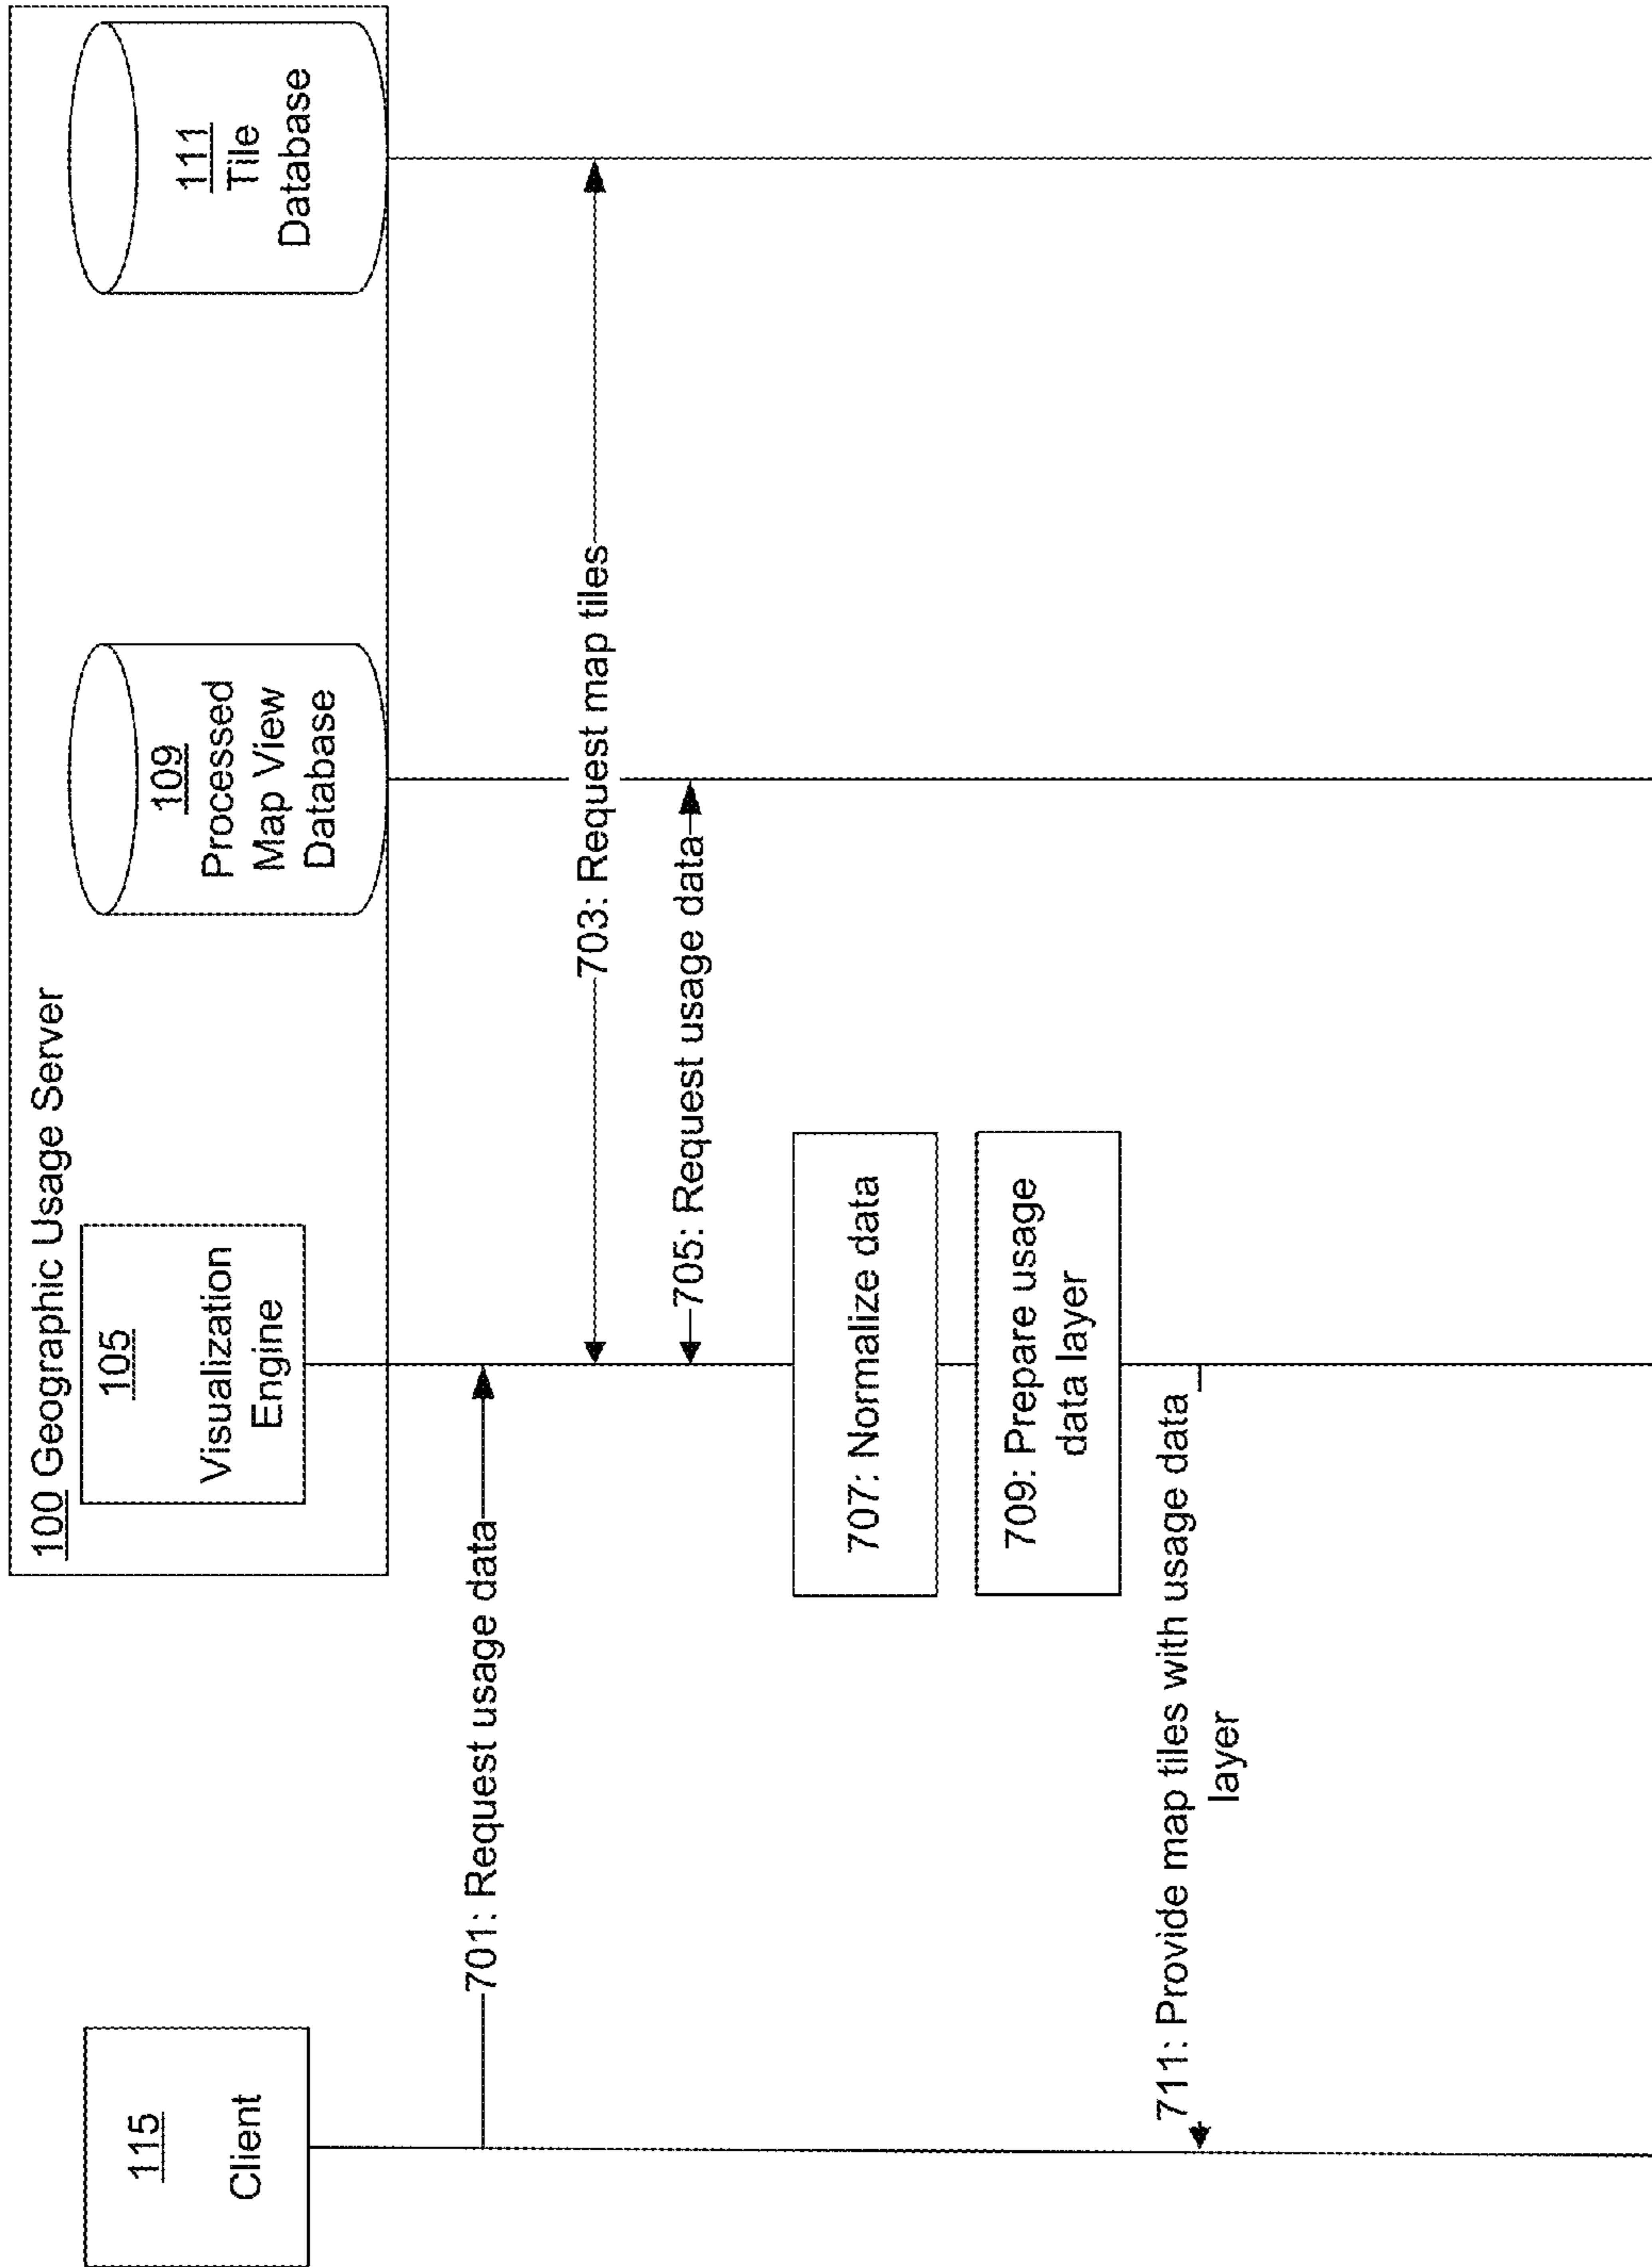 115
Client
100 Geographic Usage Server
105
Visualization
Engine
109
Processed
Map View
Database
111
Tile
Database
701: Request usage data
703: Request map tiles
705: Request usage data
707: Normalize data
709: Prepare usage
data layer
711: Provide map tiles with usage data
layer